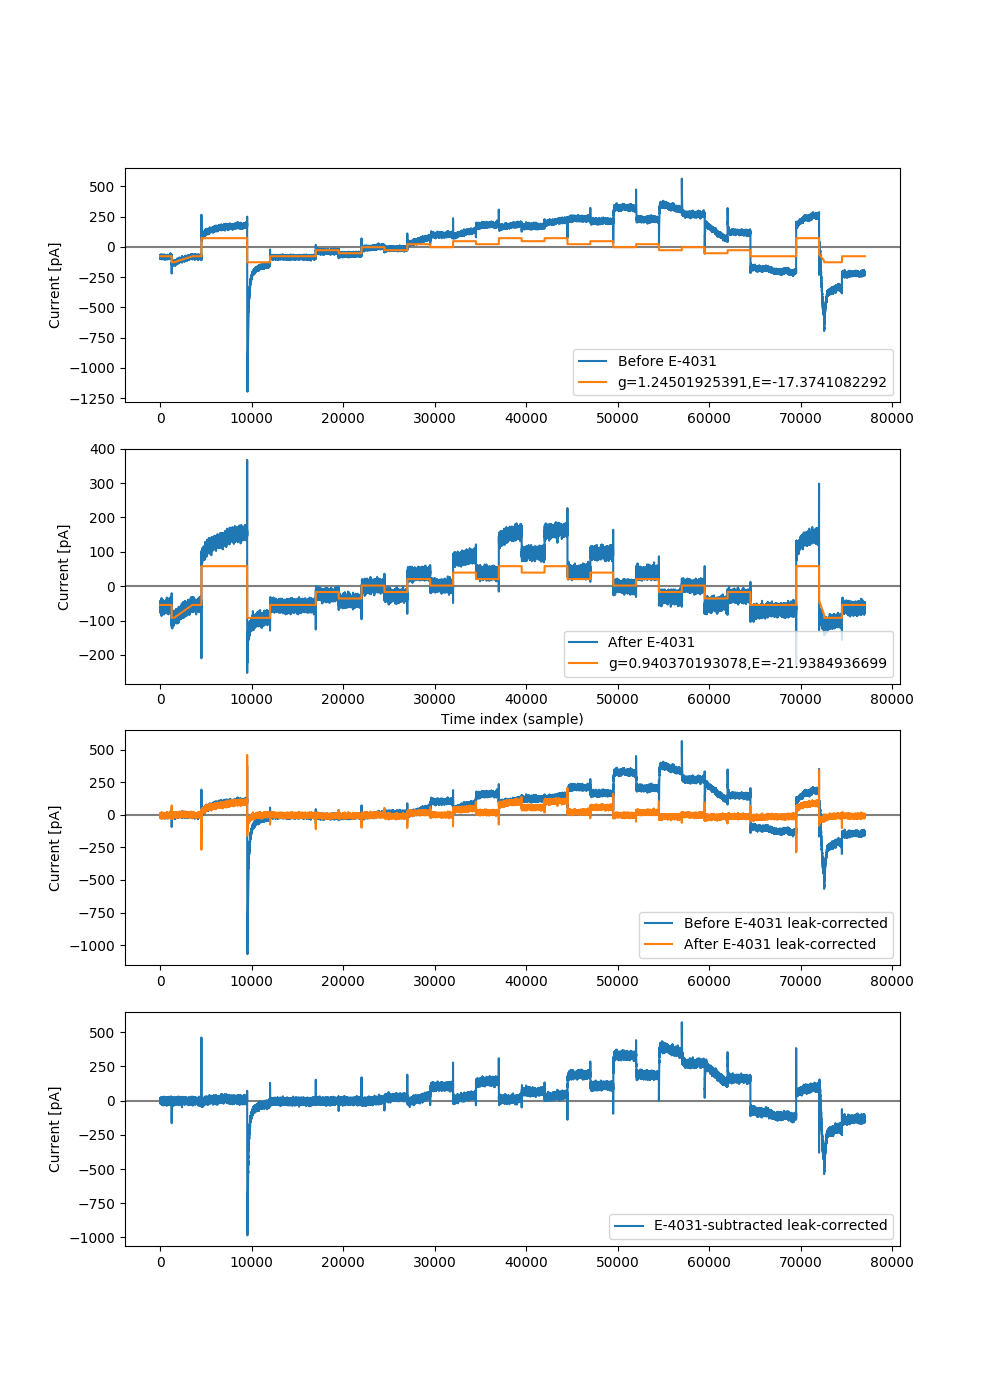 500
250
0
−250
−500
−750
−1000
−1250
Current [pA]
Before E-4031
g=1.24501925391,E=-17.3741082292
0 10000 20000 30000 40000 50000 60000 70000 80000
400
300
200
100
0
−100
−200
Current [pA]
After E-4031
g=0.940370193078,E=-21.9384936699
0 10000 20000 30000 40000 50000 60000 70000 80000
Time index (sample)
500
250
0
−250
−500
−750
−1000
Current [pA]
Before E-4031 leak-corrected
After E-4031 leak-corrected
0 10000 20000 30000 40000 50000 60000 70000 80000
500
250
0
−250
−500
−750
−1000
Current [pA]
E-4031-subtracted leak-corrected
0 10000 20000 30000 40000 50000 60000 70000 80000